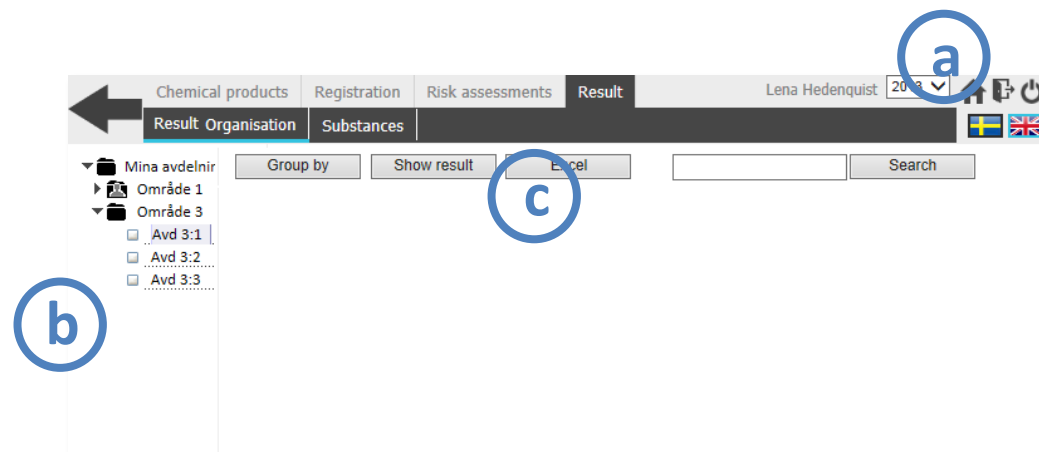 a
Chemical products Registration Risk assessments Result Lena Hedenquist
Result Organisation Substances
Mina avdelnir Group by Show result Excel Search
Område 1
Område 3
c
Avd 3:1
Avd 3:2
Avd 3:3
b